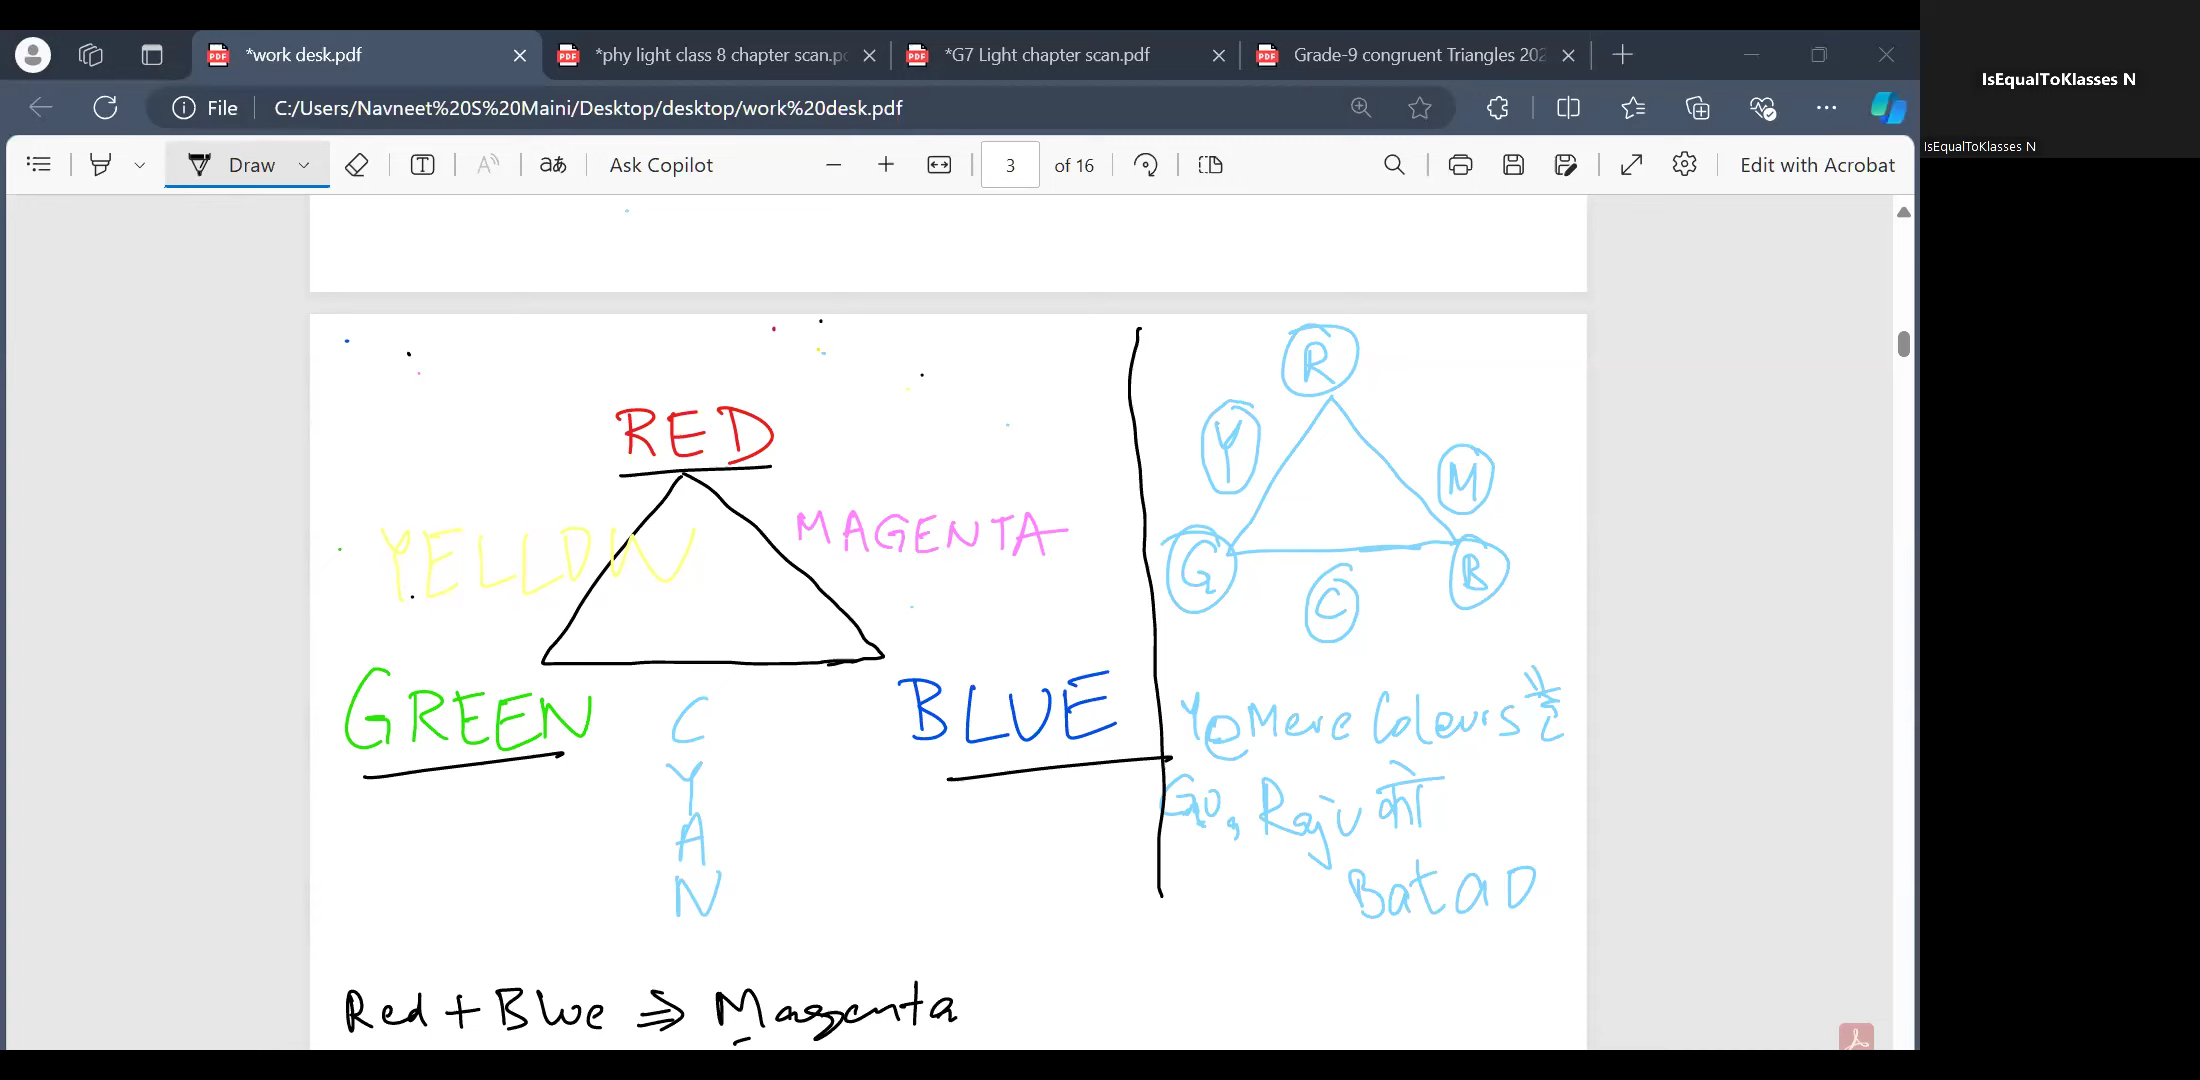 *work desk.pdf
*phy light class 8 chapter scan.p
*G7 Light chapter scan.pdf
Grade-9 congruent Triangles 202
File
C:/Users/Navneet%20S%20Maini/Desktop/desktop/work%20desk.pdf
IsEqualToKlasses N
IsEqualToKlasses N
Draw
Ask Copilot
3 of 16
Edit with Acrobat
RED
YELLOW
MAGENTA
GREEN
BLUE
C
Y
A
N
R
Y
M
G
B
C
Ye Mere Colours हैं
Go, Raju को
Bata O
Red + Blue ⇒ Magenta